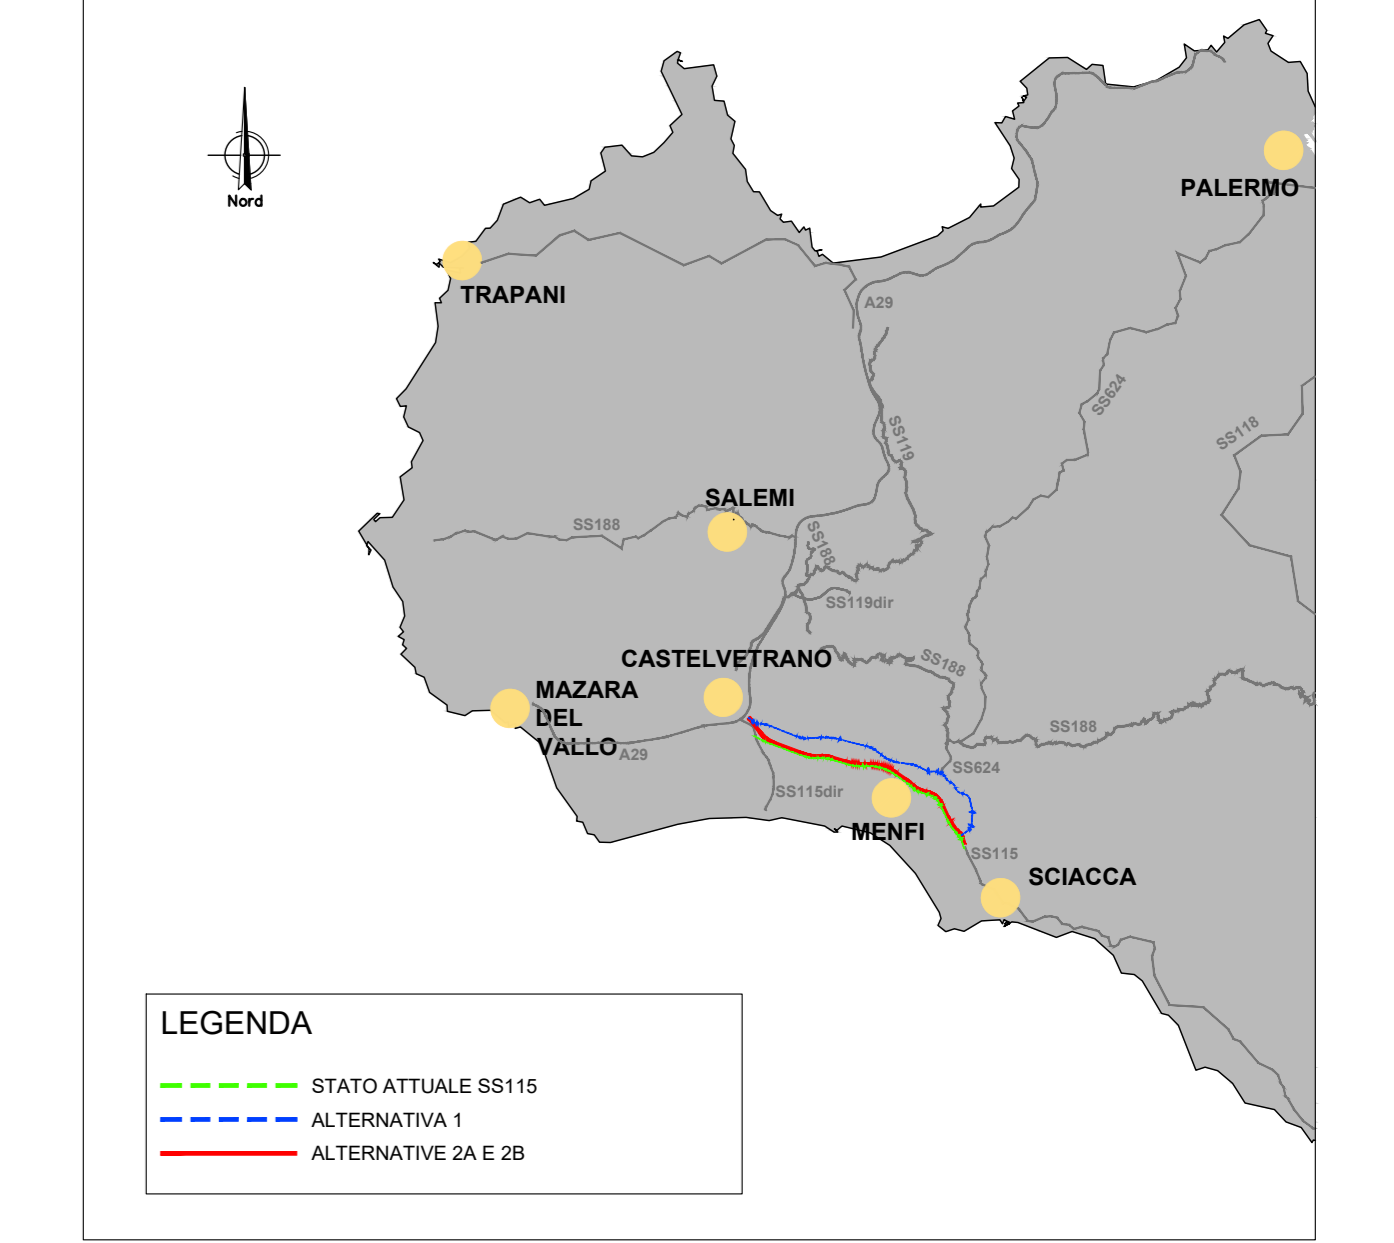 Nord
PALERMO
TRAPANI
A29
SS624
SS119
SS118
SALEMI
SS188
SS188
SS119dir
CASTELVETRANO
SS188
MAZARA
DEL
VALLO
A29
SS188
SS624
SS115dir
MENFI
SS115
SCIACCA
LEGENDA
STATO ATTUALE SS115
ALTERNATIVA 1
ALTERNATIVE 2A E 2B